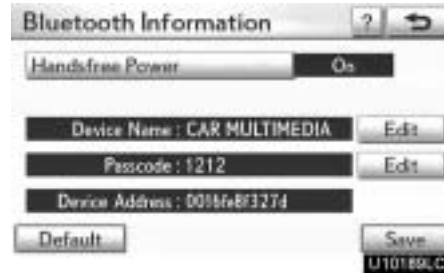 Bluetooth Information ?
Handsfree Power On
Device Name : CAR MULTIMEDIA Edit
Passcode : 1212 Edit
Device Address : 0016fe8f327d
Default Save
U10189LC